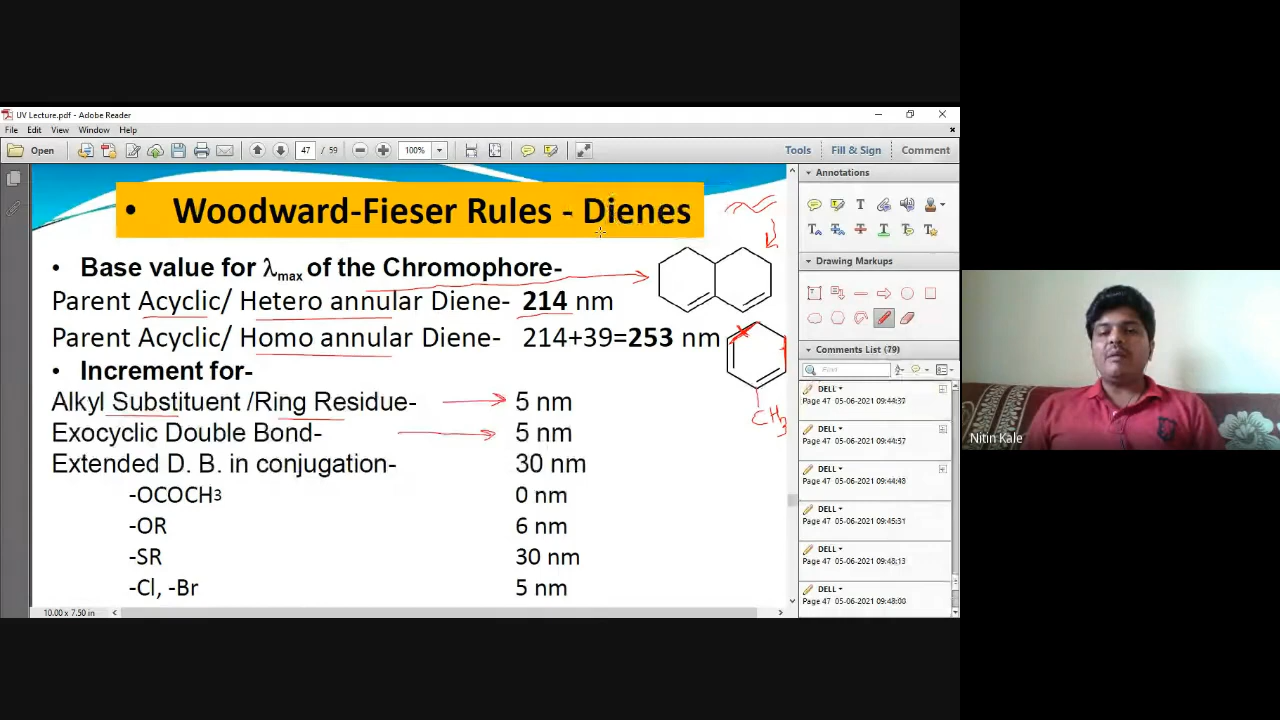 UV Lecture.pdf - Adobe Reader
File Edit View Window Help
Open 47 / 59 100% Tools Fill & Sign Comment
• Woodward-Fieser Rules - Dienes
• Base value for λmax of the Chromophore-
Parent Acyclic/ Hetero annular Diene- 214 nm
Parent Acyclic/ Homo annular Diene- 214+39=253 nm
• Increment for-
Alkyl Substituent /Ring Residue- 5 nm
Exocyclic Double Bond- 5 nm
Extended D. B. in conjugation- 30 nm
-OCOCH3 0 nm
-OR 6 nm
-SR 30 nm
-Cl, -Br 5 nm
CH3
10.00 x 7.50 in
Annotations
Drawing Markups
Comments List (79)
Find
DELL
Page 47 05-06-2021 09:44:37
DELL
Page 47 05-06-2021 09:44:57
DELL
Page 47 05-06-2021 09:44:48
DELL
Page 47 05-06-2021 09:45:31
DELL
Page 47 05-06-2021 09:48:13
DELL
Page 47 05-06-2021 09:48:00
Nitin Kale